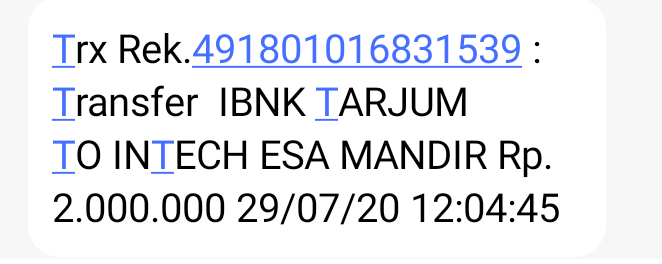 Trx Rek.491801016831539 :
Transfer  IBNK TARJUM
TO INTECH ESA MANDIR Rp.
2.000.000 29/07/20 12:04:45